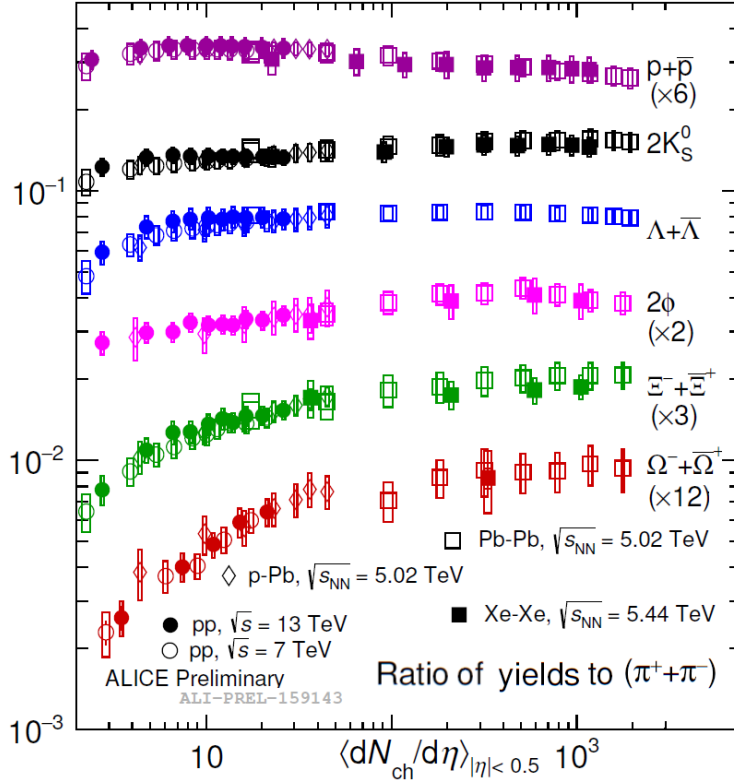 p+p̅
(×6)
2K⁰_S
10⁻¹
Λ+Λ̅
2ϕ
(×2)
Ξ⁻+Ξ̅⁺
(×3)
10⁻²
Ω⁻+Ω̅⁺
(×12)
Pb-Pb, √s_NN = 5.02 TeV
p-Pb, √s_NN = 5.02 TeV
Xe-Xe, √s_NN = 5.44 TeV
pp, √s = 13 TeV
pp, √s = 7 TeV
ALICE Preliminary
Ratio of yields to (π⁺+π⁻)
ALI-PREL-159143
10⁻³
10
10³
⟨dN_ch/dη⟩_|η|< 0.5